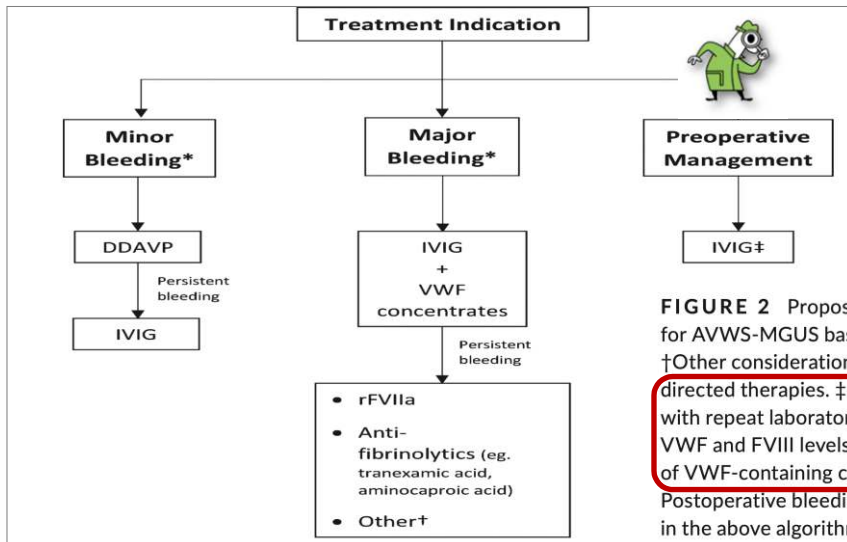 Treatment Indication
Minor
Bleeding*
Major
Bleeding*
Preoperative
Management
DDAVP
Persistent
bleeding
IVIG
IVIG
+
VWF
concentrates
Persistent
bleeding
• rFVIIa
• Anti-
fibrinolytics (eg.
tranexamic acid,
aminocaproic acid)
• Other†
IVIG‡
FIGURE 2 Propos
for AVWS-MGUS bas
†Other consideration
directed therapies. ‡
with repeat laborator
VWF and FVIII levels
of VWF-containing c
Postoperative bleedin
in the above algorithr